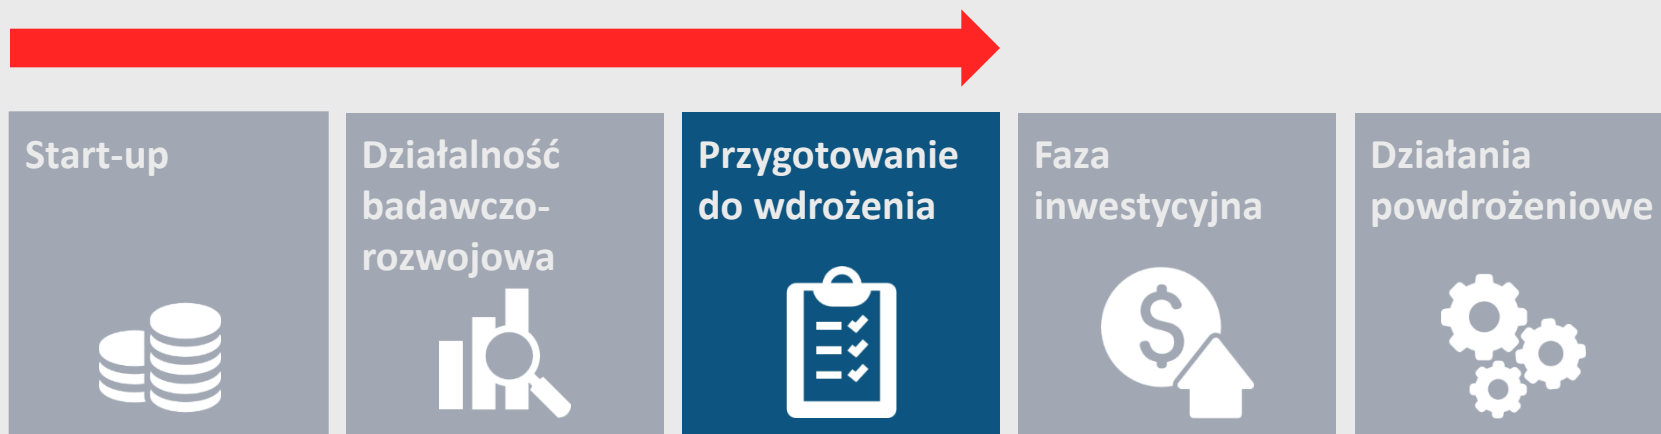 Start-up
Działalność
badawczo-
rozwojowa
Przygotowanie
do wdrożenia
Faza
inwestycyjna
Działania
powdrożeniowe
$